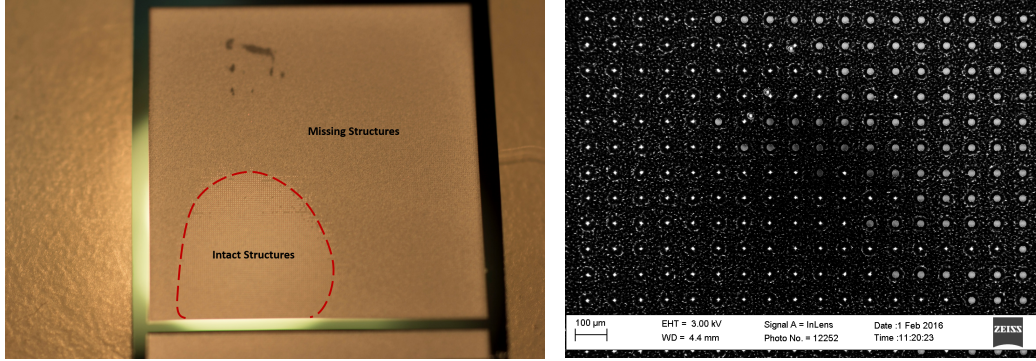 Missing Structures
Intact Structures
100 µm
EHT = 3.00 kV
WD = 4.4 mm
Signal A = InLens
Photo No. = 12252
Date :1 Feb 2016
Time :11:20:23
ZEISS